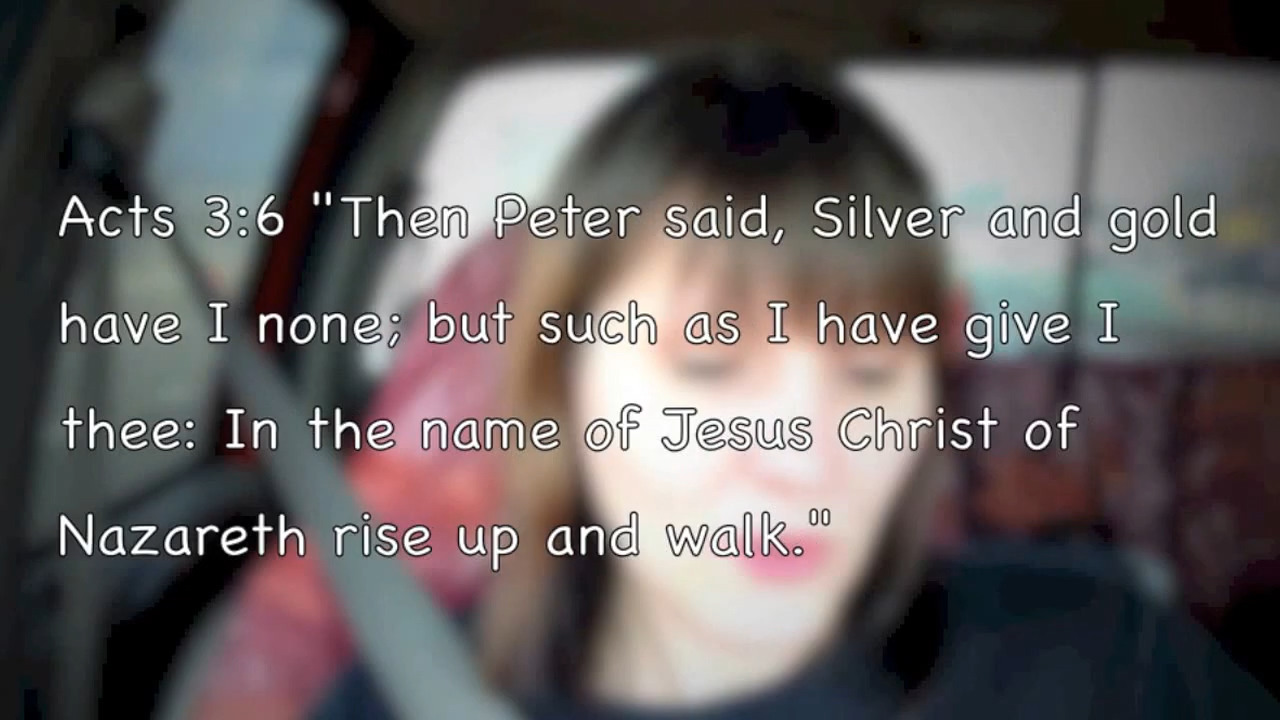 Acts 3:6 "Then Peter said, Silver and gold
have I none; but such as I have give I
thee: In the name of Jesus Christ of
Nazareth rise up and walk."